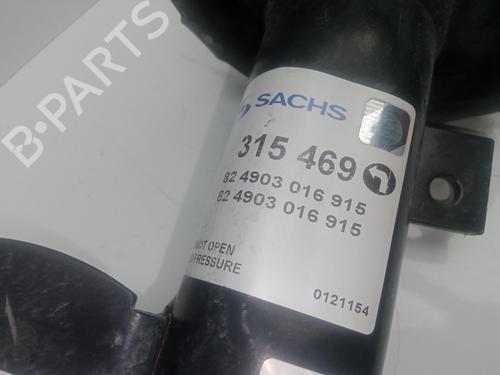 B-PARTS
SACHS
315 469
82 4903 016 915
82 4903 016 915
NOT OPEN
PRESSURE
0121154